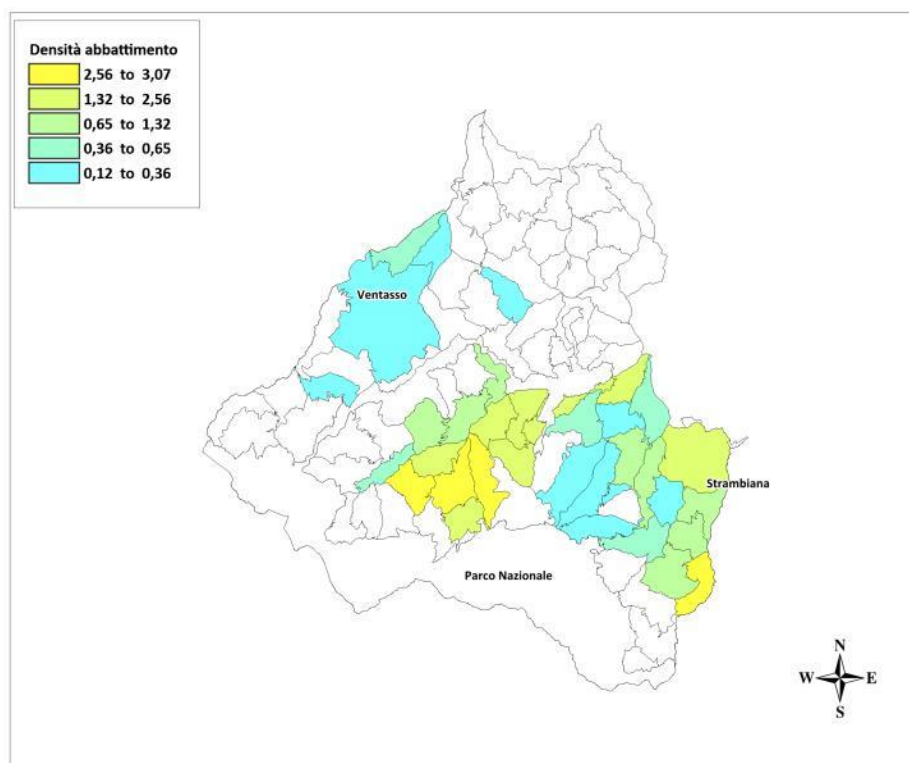 Densità abbattimento
2,56 to 3,07
1,32 to 2,56
0,65 to 1,32
0,36 to 0,65
0,12 to 0,36
Ventasso
Strambiana
Parco Nazionale
N
W E
S